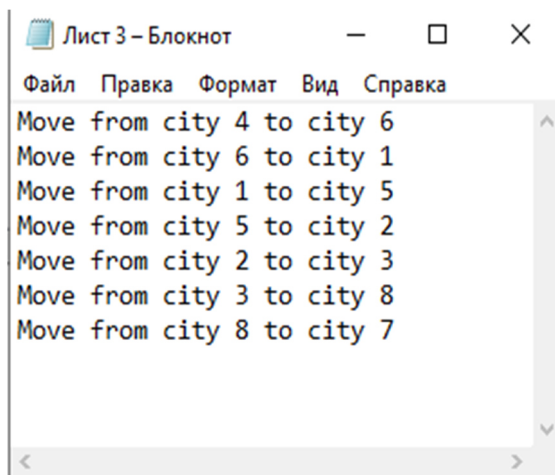 Лист 3 – Блокнот
Файл Правка Формат Вид Справка
Move from city 4 to city 6
Move from city 6 to city 1
Move from city 1 to city 5
Move from city 5 to city 2
Move from city 2 to city 3
Move from city 3 to city 8
Move from city 8 to city 7